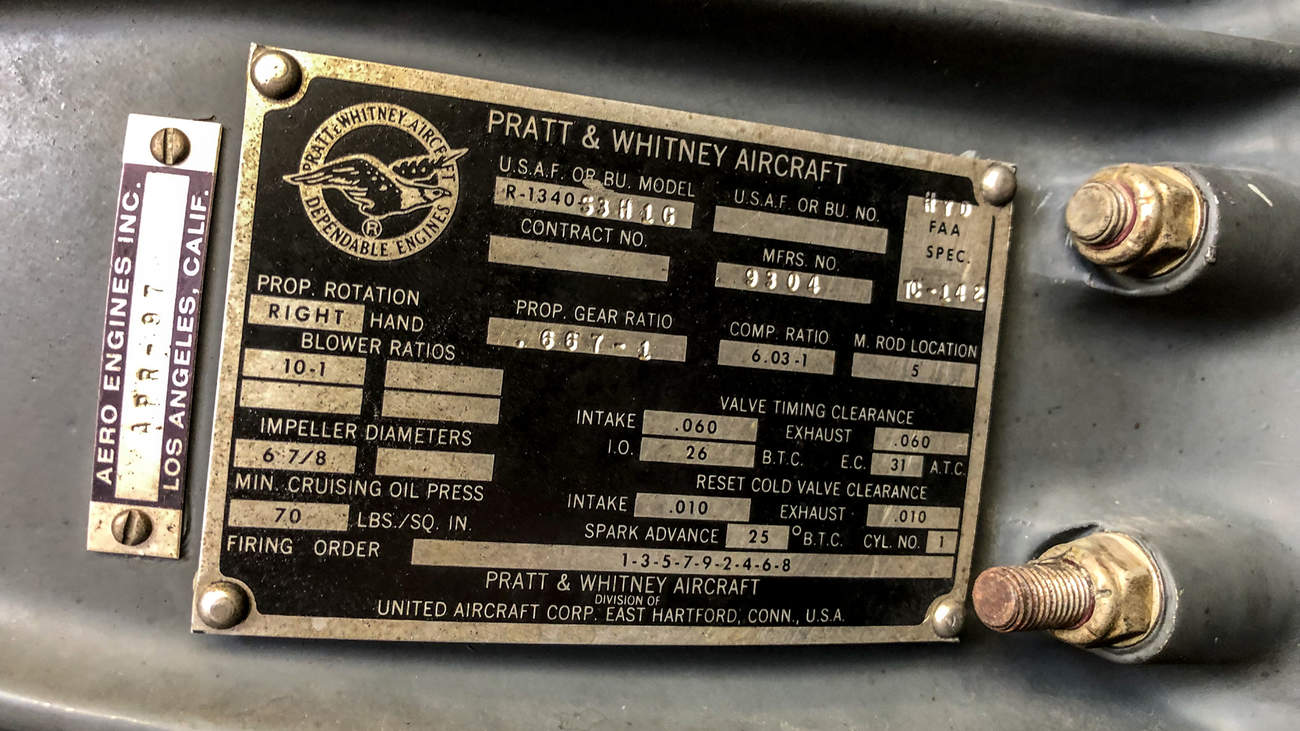 AERO ENGINES INC.
APR-97
LOS ANGELES, CALIF.
PRATT & WHITNEY AIRCRAFT
DEPENDABLE ENGINES
®
PRATT & WHITNEY AIRCRAFT
U.S.A.F. OR BU. MODEL
R-1340-S3H1G
U.S.A.F. OR BU. NO.
HYD
FAA
SPEC.
TC-142
CONTRACT NO.
MFRS. NO.
9304
PROP. ROTATION
RIGHT HAND
PROP. GEAR RATIO
.667-1
COMP. RATIO
6.03-1
M. ROD LOCATION
5
BLOWER RATIOS
10-1
VALVE TIMING CLEARANCE
INTAKE .060 EXHAUST .060
I.O. 26 B.T.C. E.C. 31 A.T.C.
IMPELLER DIAMETERS
6 7/8
RESET COLD VALVE CLEARANCE
INTAKE .010 EXHAUST .010
MIN. CRUISING OIL PRESS
70 LBS./SQ. IN.
SPARK ADVANCE 25 °B.T.C. CYL. NO. 1
FIRING ORDER 1-3-5-7-9-2-4-6-8
PRATT & WHITNEY AIRCRAFT
DIVISION OF
UNITED AIRCRAFT CORP. EAST HARTFORD, CONN., U.S.A.